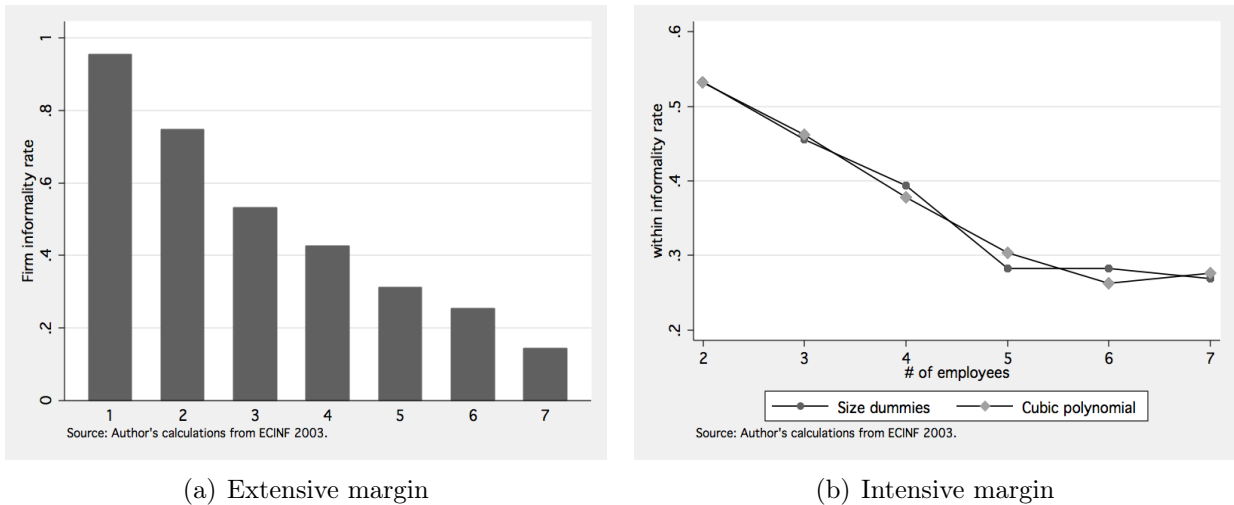 Firm informality rate
1
.8
.6
.4
.2
0
1 2 3 4 5 6 7
Source: Author's calculations from ECINF 2003.
(a) Extensive margin
within informality rate
.6
.5
.4
.3
.2
2 3 4 5 6 7
# of employees
Size dummies Cubic polynomial
Source: Author's calculations from ECINF 2003.
(b) Intensive margin